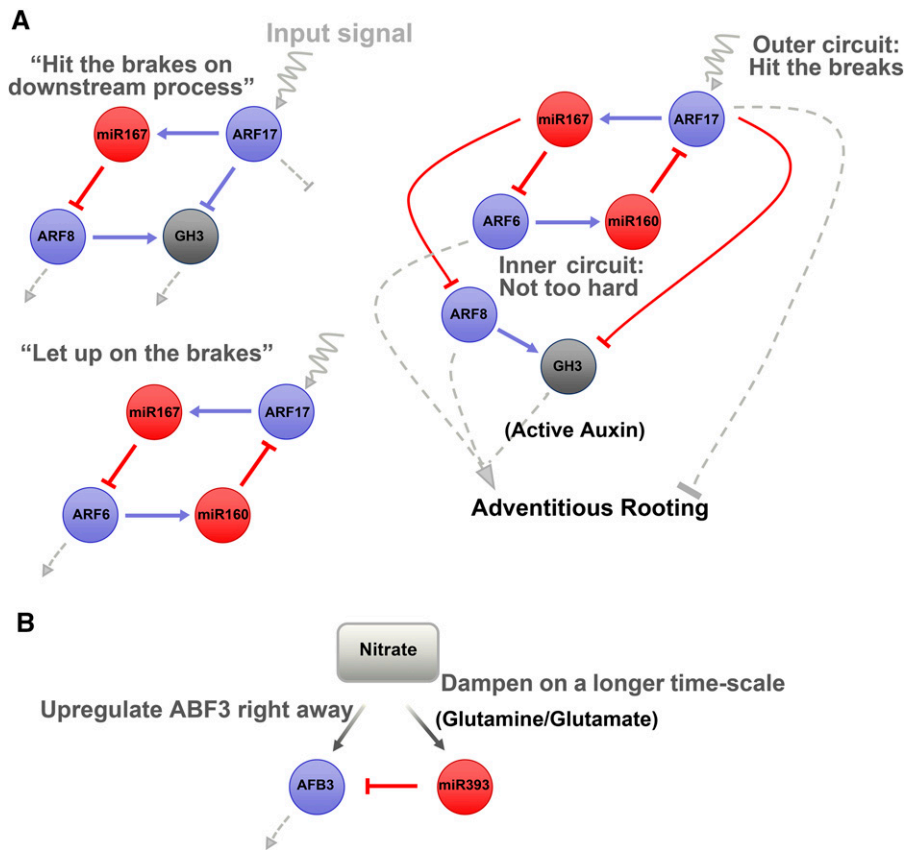 A
Input signal
“Hit the brakes on
downstream process”
miR167
ARF17
ARF8
GH3
“Let up on the brakes”
miR167
ARF17
ARF6
miR160
Outer circuit:
Hit the breaks
miR167
ARF17
ARF6
miR160
Inner circuit:
Not too hard
ARF8
GH3
(Active Auxin)
Adventitious Rooting
B
Nitrate
Upregulate ABF3 right away
Dampen on a longer time-scale
(Glutamine/Glutamate)
AFB3
miR393